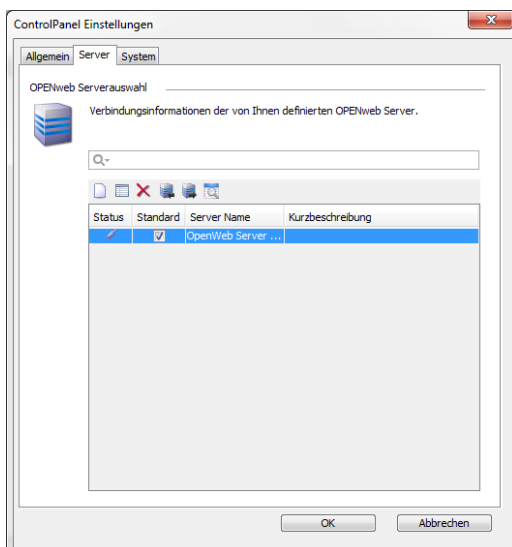 ControlPanel Einstellungen
Allgemein Server System
OPENweb Serverauswahl
Verbindungsinformationen der von Ihnen definierten OPENweb Server.
Status Standard Server Name Kurzbeschreibung
OpenWeb Server ...
OK Abbrechen